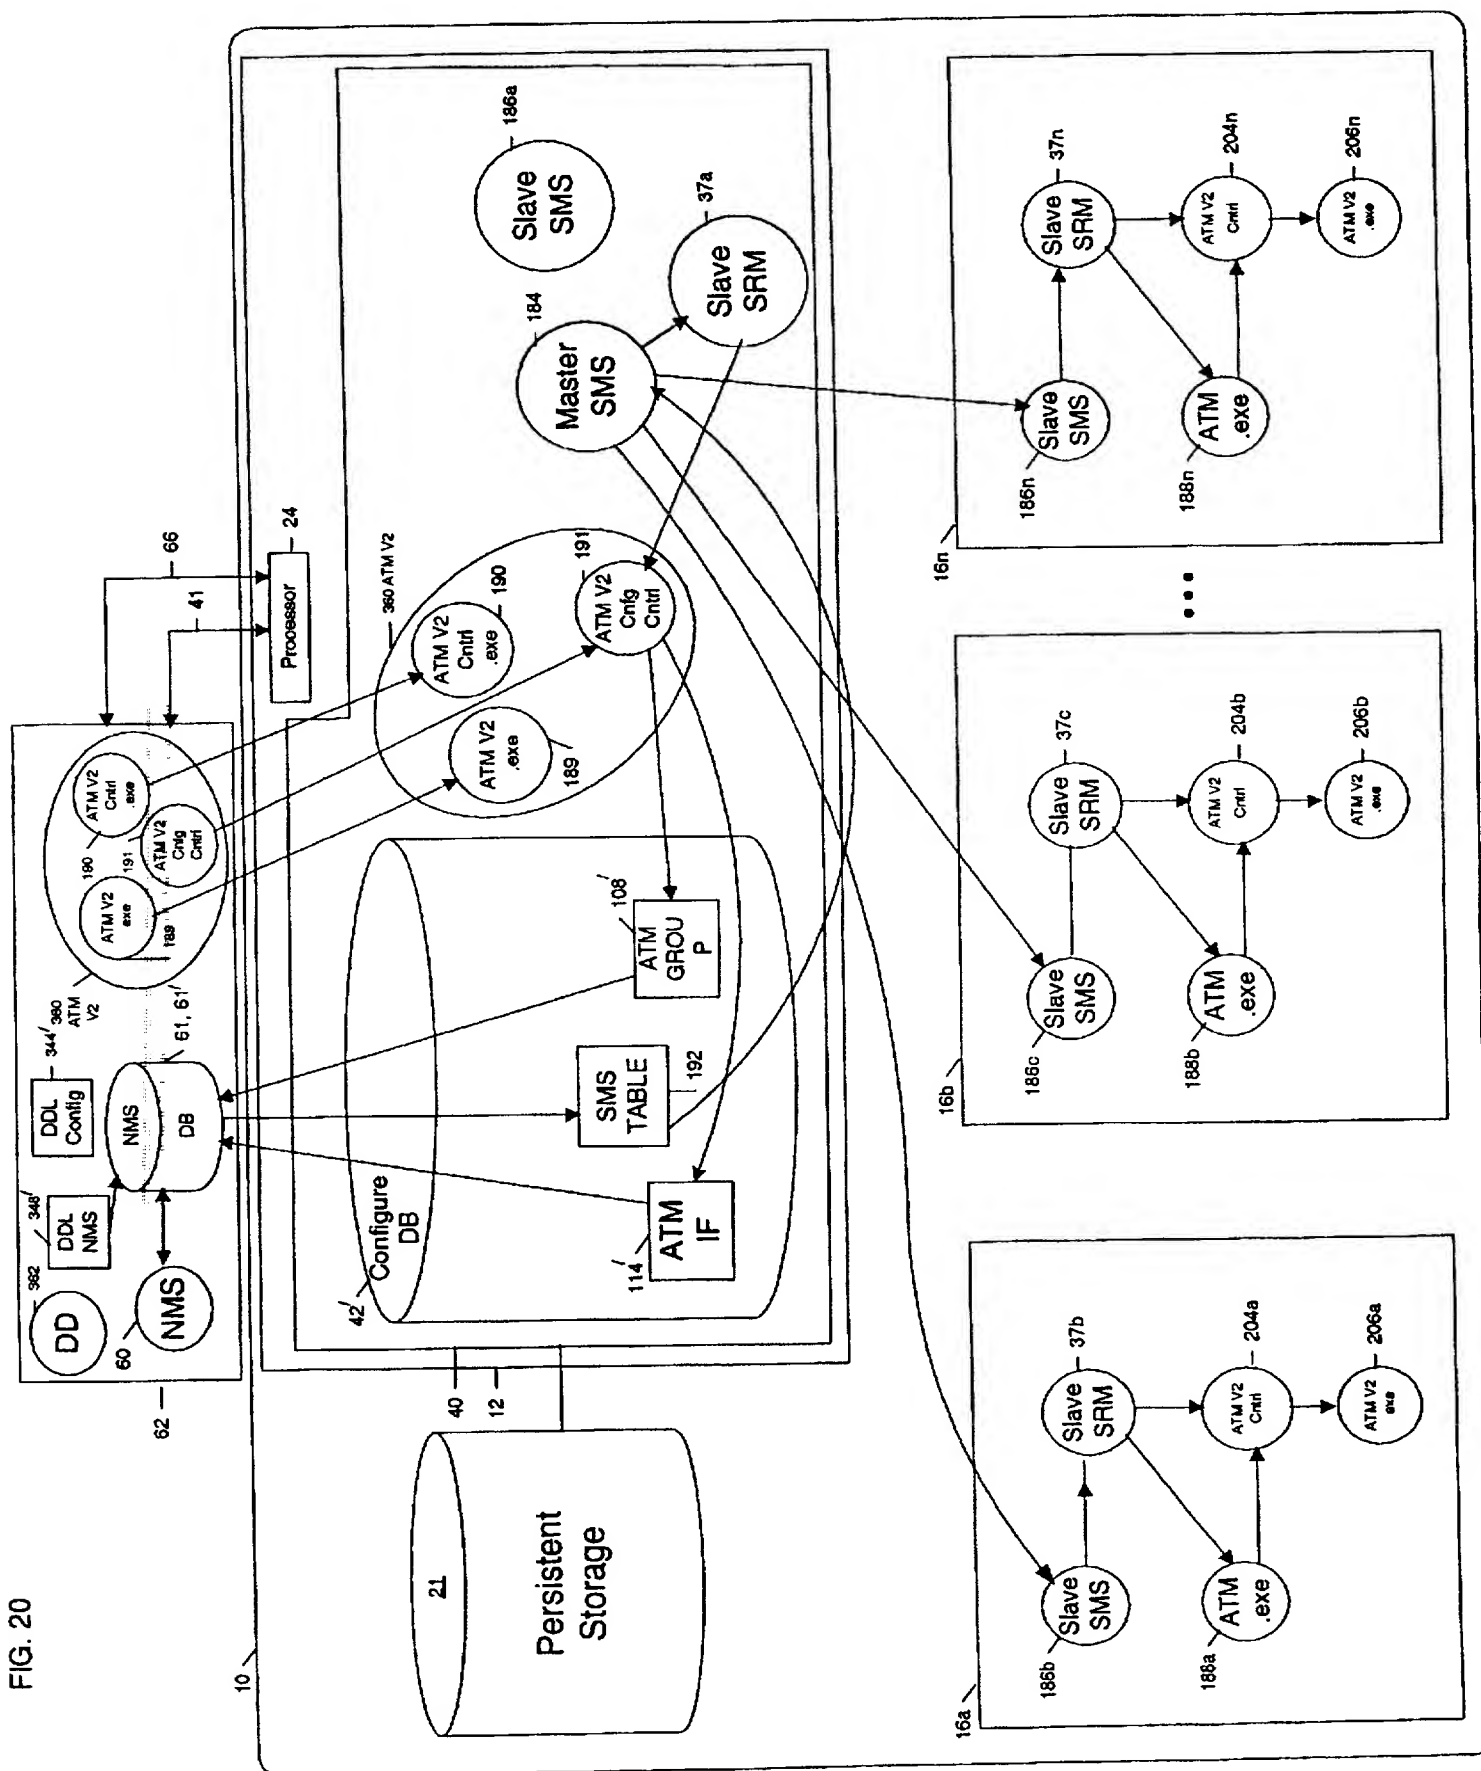 FIG. 20
62
DD
362
NMS
60
DDL
NMS
348'
DDL
Config
344'
NMS
DB
61, 61'
360
ATM
V2
ATM V2
exe
189
ATM V2
Cntrl
.exe
190
ATM V2
Cnfg
Cntrl
191
66
41
Processor
24
10
21
Persistent
Storage
40
12
42'
Configure
DB
ATM
IF
114'
SMS
TABLE
192
ATM
GROU
P
108'
360 ATM V2
ATM V2
.exe
189
ATM V2
Cntrl
.exe
190
ATM V2
Cnfg
Cntrl
191
Master
SMS
184
Slave
SMS
186a
Slave
SRM
37a
16a
Slave
SMS
186b
Slave
SRM
37b
ATM
.exe
188a
ATM V2
Cntrl
204a
ATM V2
exe
206a
16b
Slave
SMS
186c
Slave
SRM
37c
ATM
.exe
188b
ATM V2
Cntrl
204b
ATM V2
.exe
206b
•••
16n
Slave
SMS
186n
Slave
SRM
37n
ATM
.exe
188n
ATM V2
Cntrl
204n
ATM V2
.exe
206n